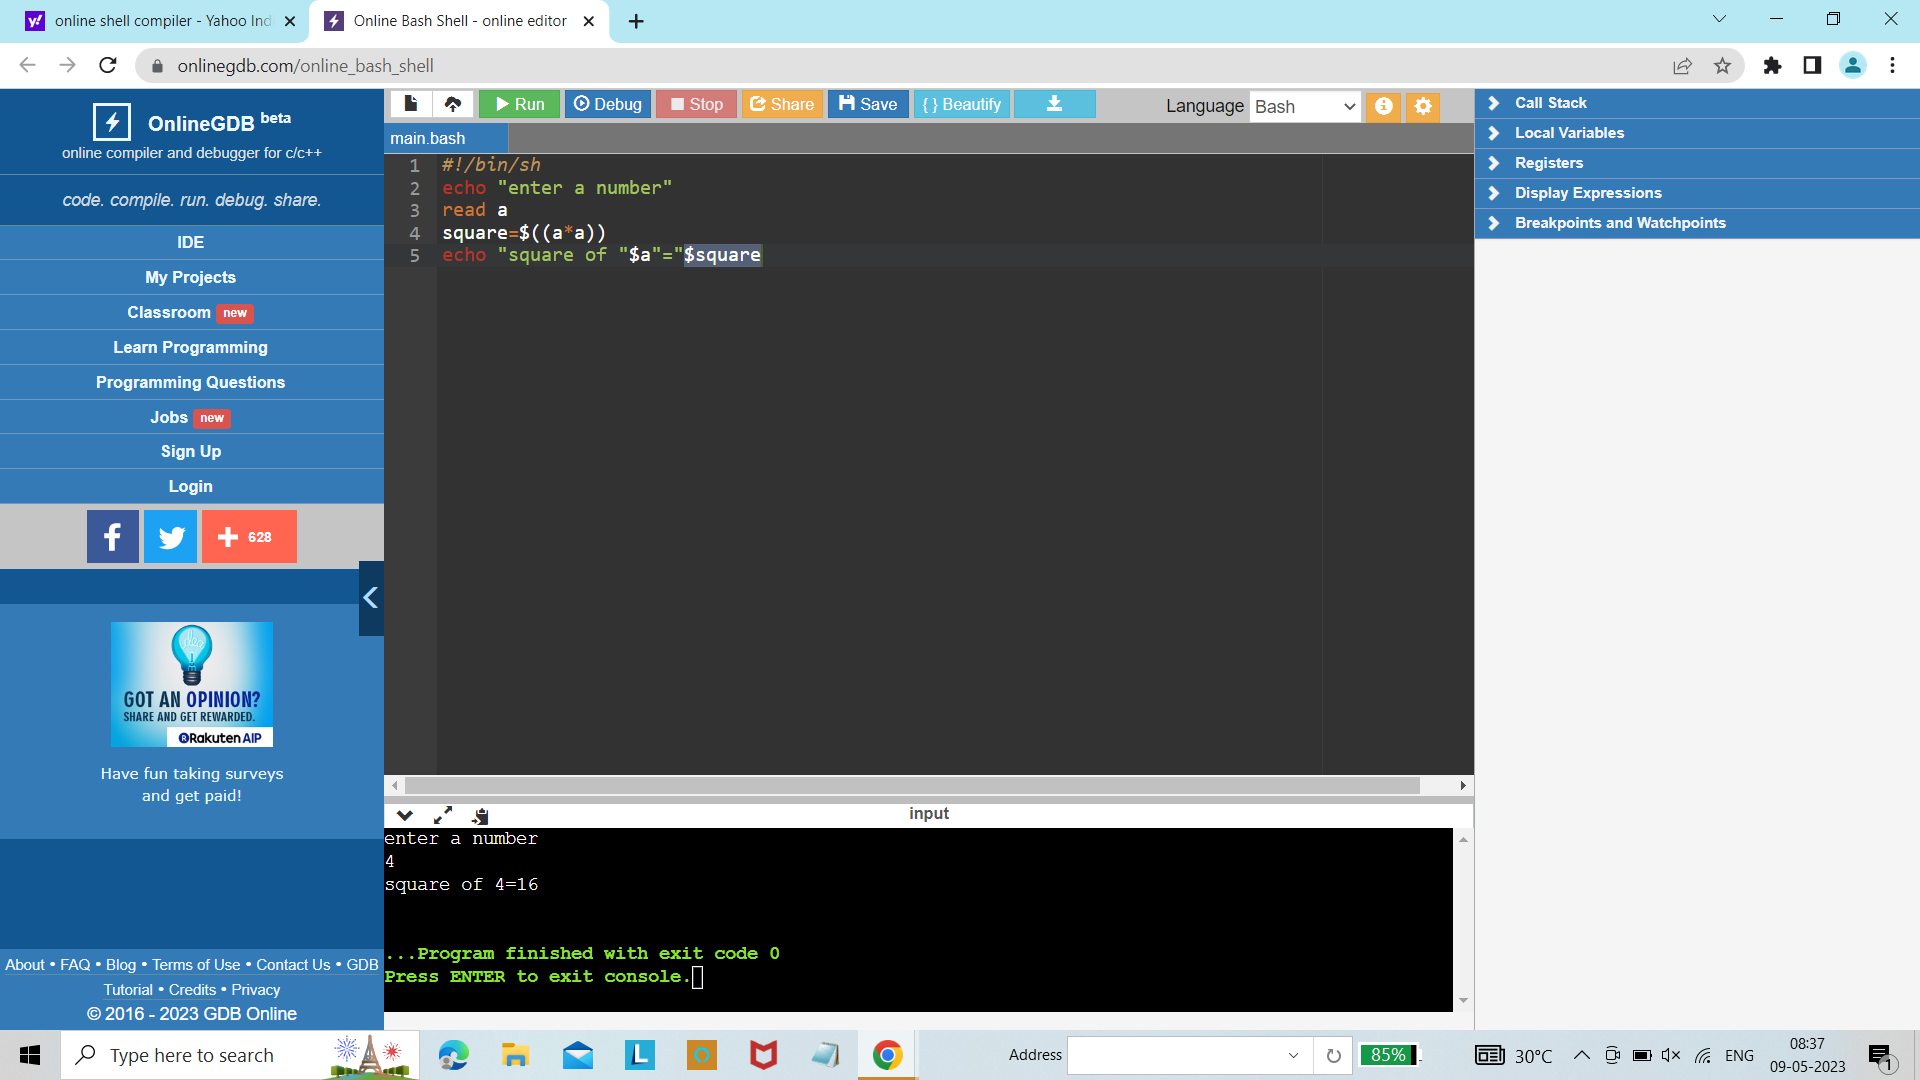 online shell compiler - Yahoo Ind
Online Bash Shell - online editor
onlinegdb.com/online_bash_shell
OnlineGDB beta
online compiler and debugger for c/c++
code. compile. run. debug. share.
IDE
My Projects
Classroom new
Learn Programming
Programming Questions
Jobs new
Sign Up
Login
628
GOT AN OPINION?
SHARE AND GET REWARDED.
Rakuten AIP
Have fun taking surveys
and get paid!
About • FAQ • Blog • Terms of Use • Contact Us • GDB
Tutorial • Credits • Privacy
© 2016 - 2023 GDB Online
Run Debug Stop Share Save { } Beautify
Language Bash
main.bash
1 #!/bin/sh
2 echo "enter a number"
3 read a
4 square=$((a*a))
5 echo "square of "$a"="$square
input
enter a number
4
square of 4=16
...Program finished with exit code 0
Press ENTER to exit console.
Call Stack
Local Variables
Registers
Display Expressions
Breakpoints and Watchpoints
Type here to search
Address
85%
30°C
ENG
08:37
09-05-2023
1